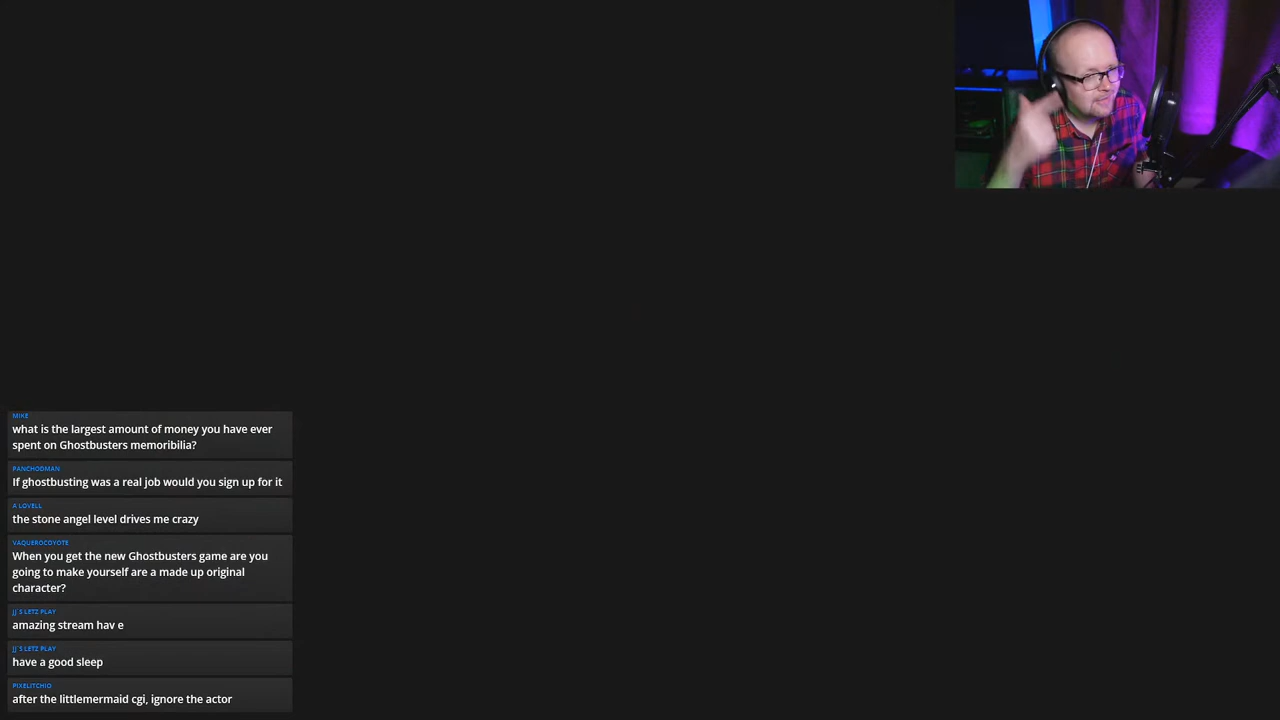 MIKE
what is the largest amount of money you have ever
spent on Ghostbusters memoribilia?
PANCHODMAN
If ghostbusting was a real job would you sign up for it
A LOVELL
the stone angel level drives me crazy
VAQUEROCOYOTE
When you get the new Ghostbusters game are you
going to make yourself are a made up original
character?
JJ S LETZ PLAY
amazing stream hav e
JJ S LETZ PLAY
have a good sleep
PIXELITCHIO
after the littlemermaid cgi, ignore the actor